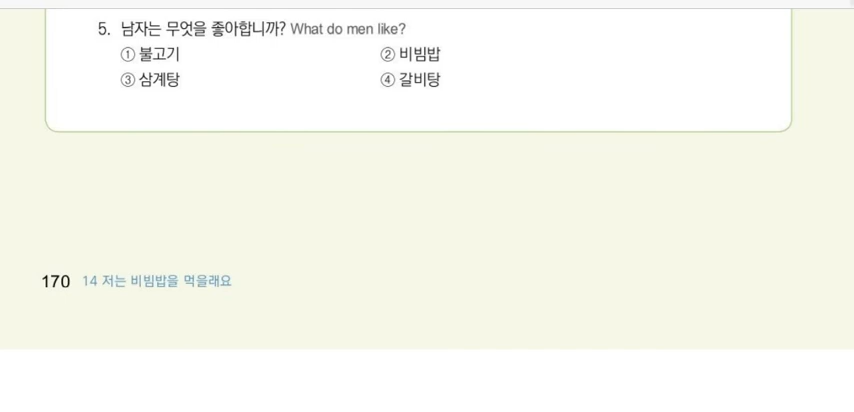 5. 남자는 무엇을 좋아합니까? What do men like?
① 불고기 ② 비빔밥
③ 삼계탕 ④ 갈비탕
170 14 저는 비빔밥을 먹을래요